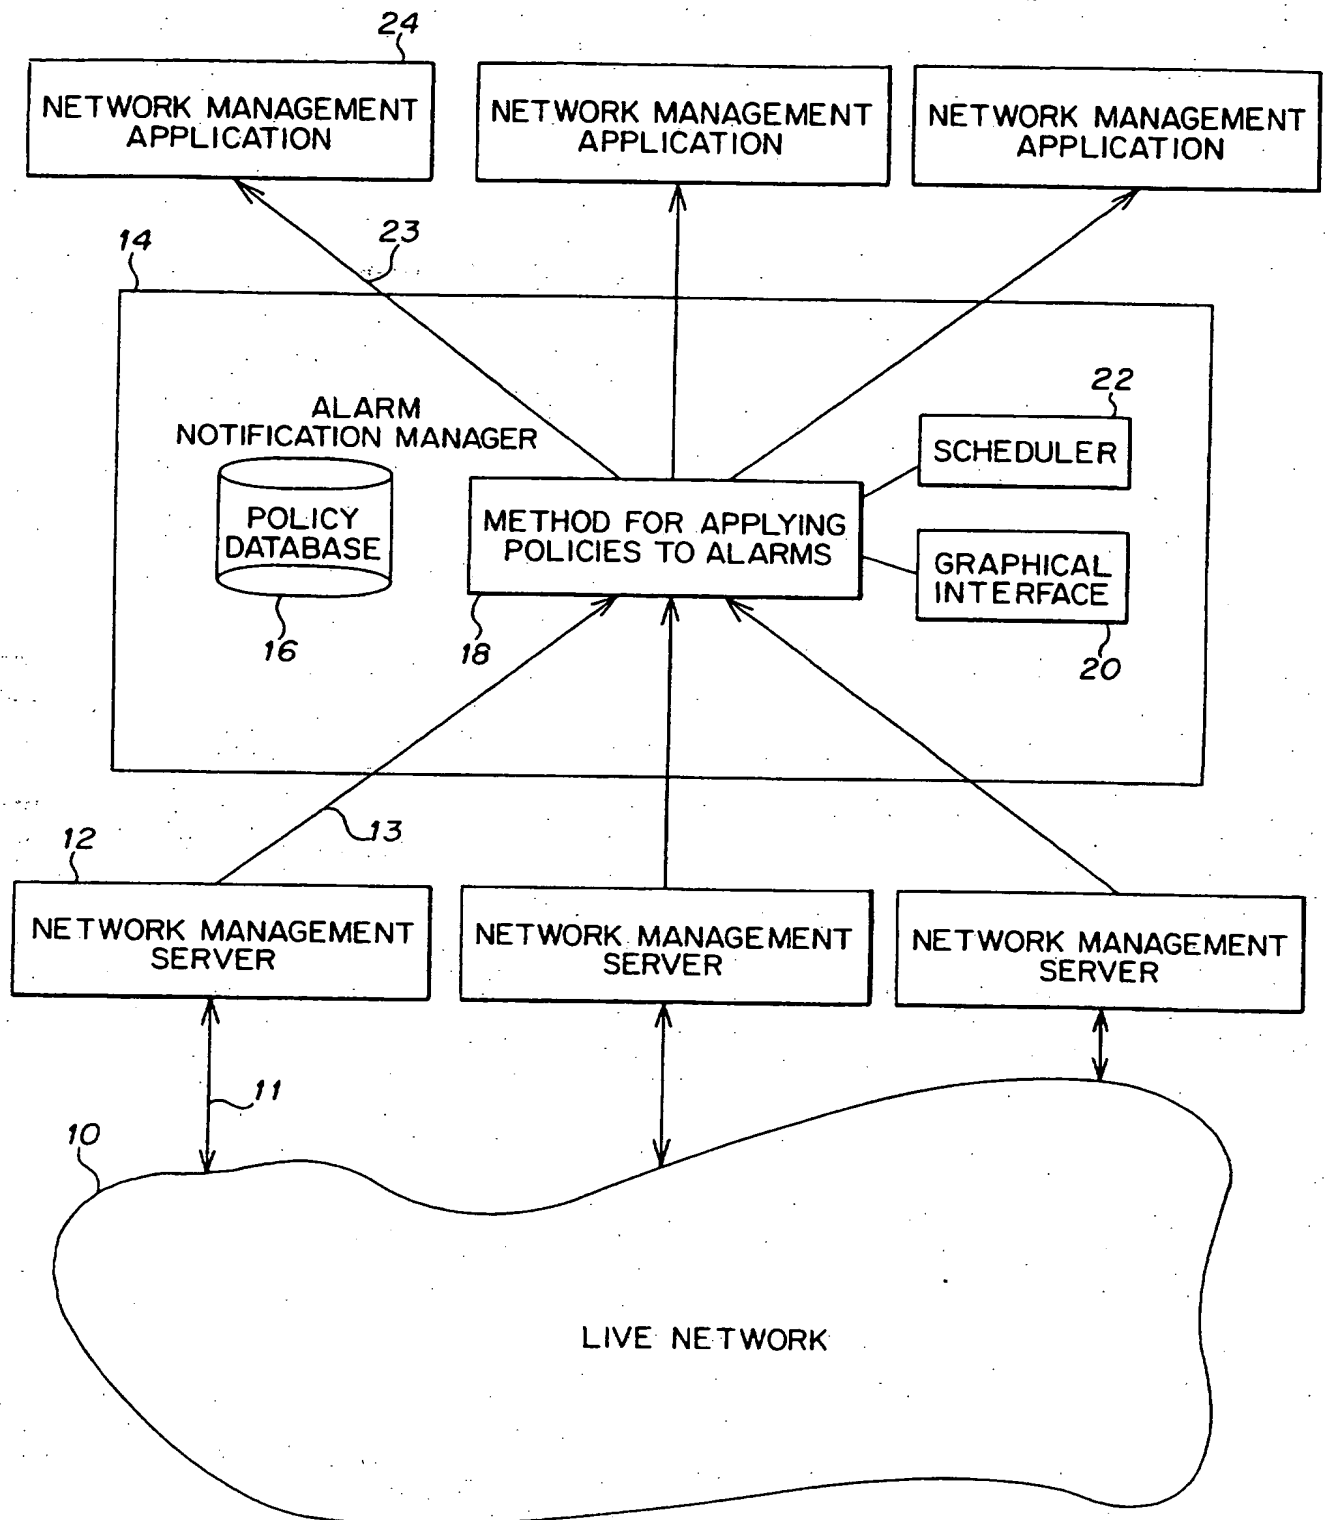 24
NETWORK MANAGEMENT
APPLICATION
NETWORK MANAGEMENT
APPLICATION
NETWORK MANAGEMENT
APPLICATION
23
14
ALARM
NOTIFICATION MANAGER
22
SCHEDULER
POLICY
DATABASE
METHOD FOR APPLYING
POLICIES TO ALARMS
GRAPHICAL
INTERFACE
16
18
20
13
12
NETWORK MANAGEMENT
SERVER
NETWORK MANAGEMENT
SERVER
NETWORK MANAGEMENT
SERVER
11
10
LIVE NETWORK